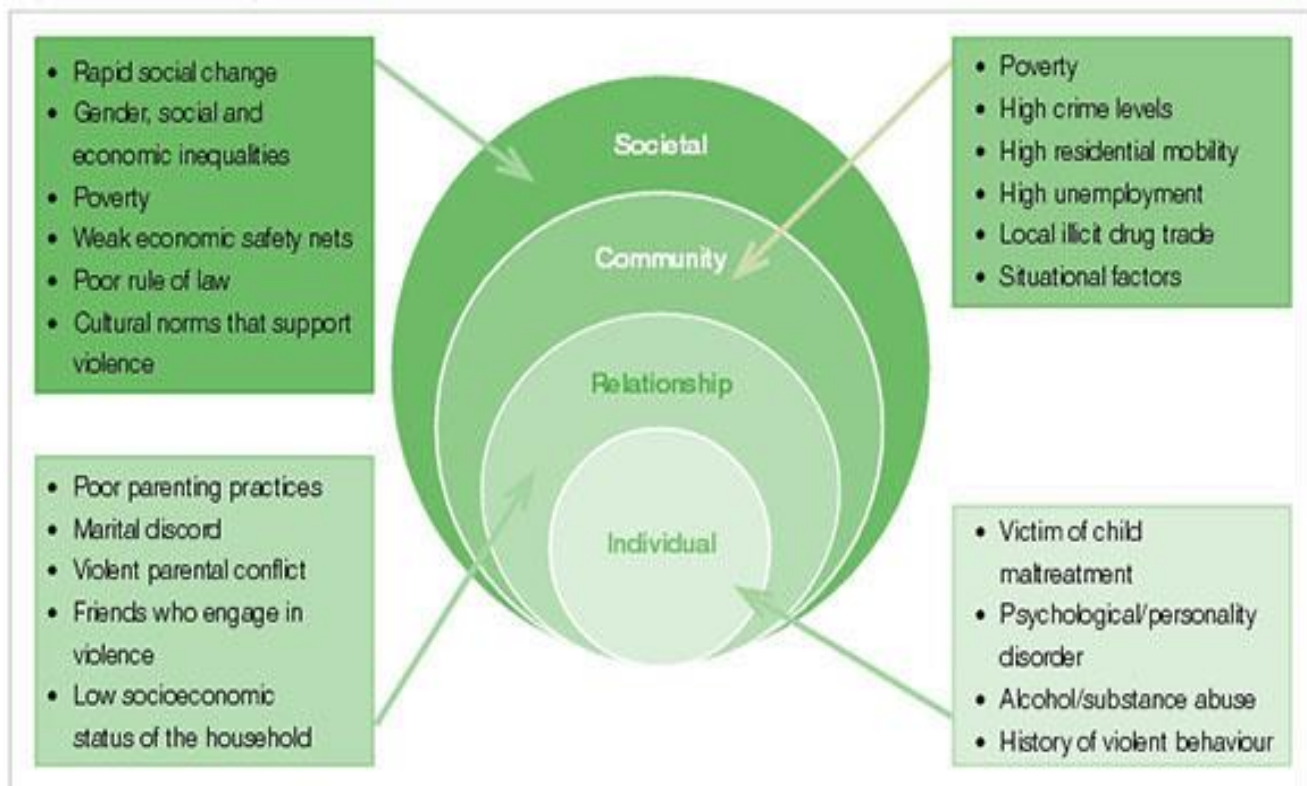 • Rapid social change
• Gender, social and
economic inequalities
• Poverty
• Weak economic safety nets
• Poor rule of law
• Cultural norms that support
violence
• Poverty
• High crime levels
• High residential mobility
• High unemployment
• Local illicit drug trade
• Situational factors
Societal
Community
Relationship
Individual
• Poor parenting practices
• Marital discord
• Violent parental conflict
• Friends who engage in
violence
• Low socioeconomic
status of the household
• Victim of child
maltreatment
• Psychological/personality
disorder
• Alcohol/substance abuse
• History of violent behaviour